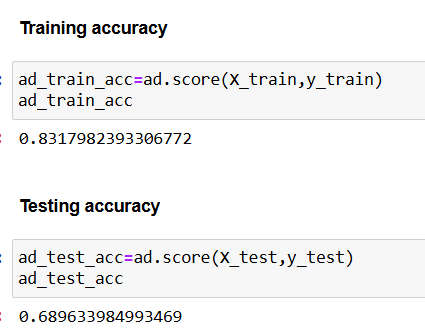 Training accuracy
ad_train_acc=ad.score(X_train,y_train)
ad_train_acc
0.8317982393306772
Testing accuracy
ad_test_acc=ad.score(X_test,y_test)
ad_test_acc
0.689633984993469